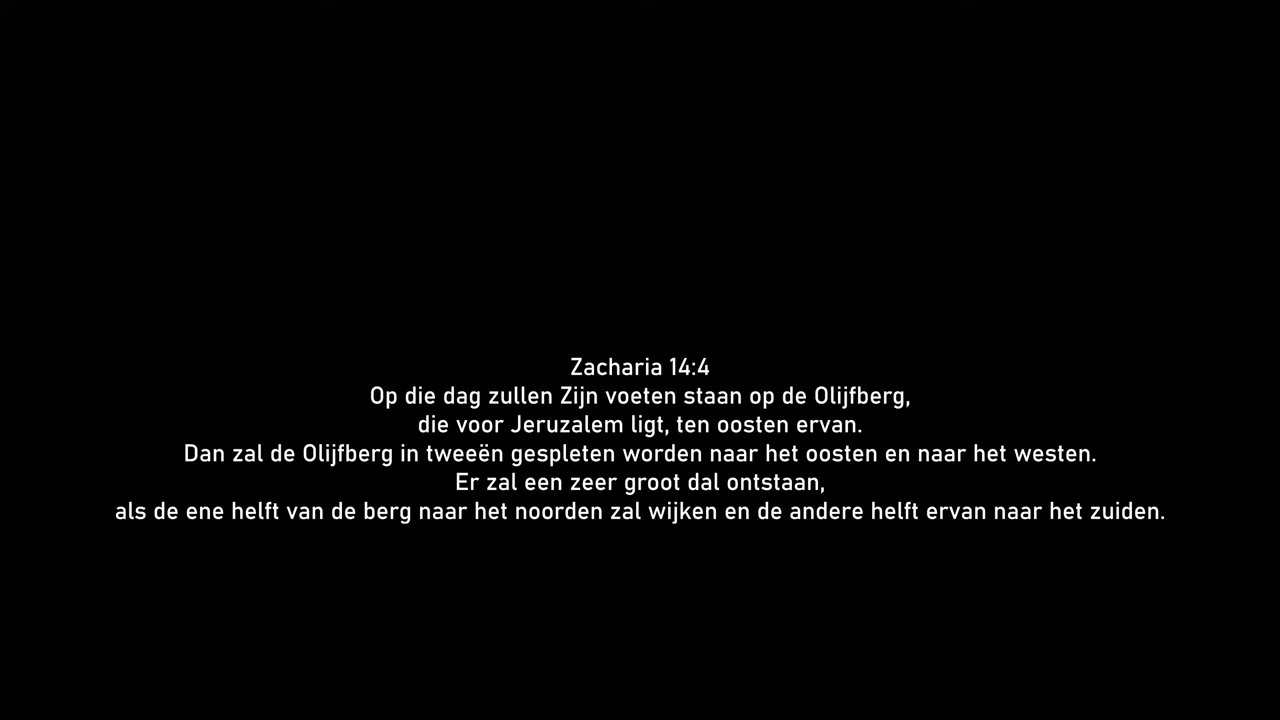 Zacharia 14:4
Op die dag zullen Zijn voeten staan op de Olijfberg,
die voor Jeruzalem ligt, ten oosten ervan.
Dan zal de Olijfberg in tweeën gespleten worden naar het oosten en naar het westen.
Er zal een zeer groot dal ontstaan,
als de ene helft van de berg naar het noorden zal wijken en de andere helft ervan naar het zuiden.